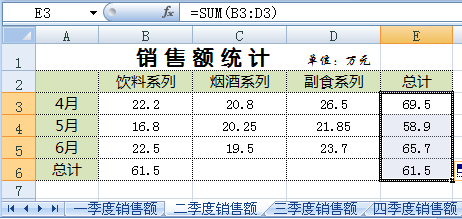 E3 =SUM(B3:D3)
A B C D E
1 销售额统计 单位：万元
2 饮料系列 烟酒系列 副食系列 总计
3 4月 22.2 20.8 26.5 69.5
4 5月 16.8 20.25 21.85 58.9
5 6月 22.5 19.5 23.7 65.7
6 总计 61.5 61.5
7
一季度销售额 二季度销售额 三季度销售额 四季度销售额